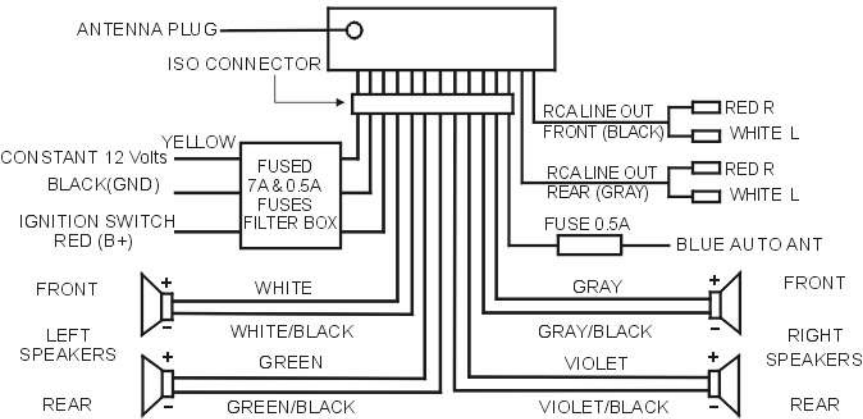 ANTENNA PLUG
ISO CONNECTOR
YELLOW
CONSTANT 12 Volts
BLACK(GND)
IGNITION SWITCH
RED (B+)
FUSED
7A & 0.5A
FUSES
FILTER BOX
RCA LINE OUT
FRONT (BLACK)
RED R
WHITE L
RCA LINE OUT
REAR (GRAY)
RED R
WHITE L
FUSE 0.5A
BLUE AUTO ANT
FRONT
+
-
WHITE
WHITE/BLACK
LEFT
SPEAKERS
REAR
+
-
GREEN
GREEN/BLACK
GRAY
GRAY/BLACK
+
-
FRONT
RIGHT
SPEAKERS
VIOLET
VIOLET/BLACK
+
-
REAR